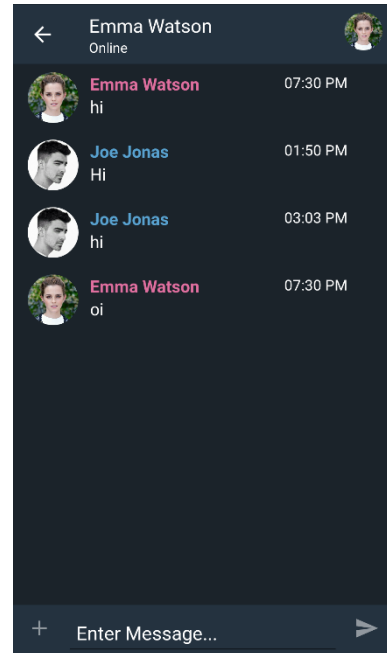 Emma Watson
Online
Emma Watson 07:30 PM
hi
Joe Jonas 01:50 PM
Hi
Joe Jonas 03:03 PM
hi
Emma Watson 07:30 PM
oi
Enter Message...